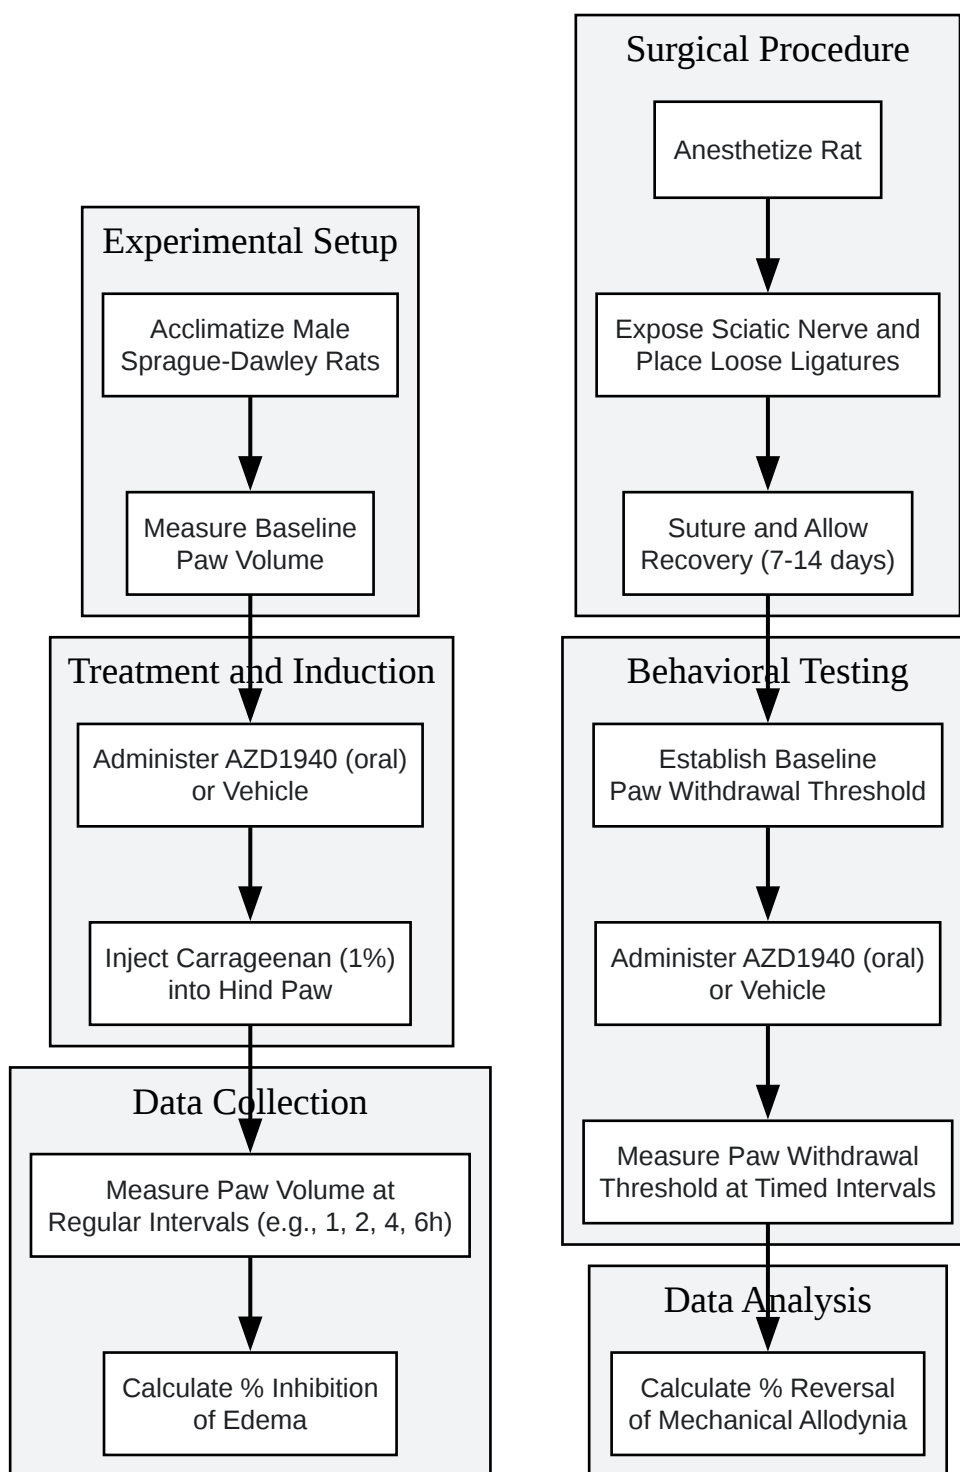 Experimental Setup
Acclimatize Male
Sprague-Dawley Rats
Measure Baseline
Paw Volume
Treatment and Induction
Administer AZD1940 (oral)
or Vehicle
Inject Carrageenan (1%)
into Hind Paw
Data Collection
Measure Paw Volume at
Regular Intervals (e.g., 1, 2, 4, 6h)
Calculate % Inhibition
of Edema
Surgical Procedure
Anesthetize Rat
Expose Sciatic Nerve and
Place Loose Ligatures
Suture and Allow
Recovery (7-14 days)
Behavioral Testing
Establish Baseline
Paw Withdrawal Threshold
Administer AZD1940 (oral)
or Vehicle
Measure Paw Withdrawal
Threshold at Timed Intervals
Data Analysis
Calculate % Reversal
of Mechanical Allodynia